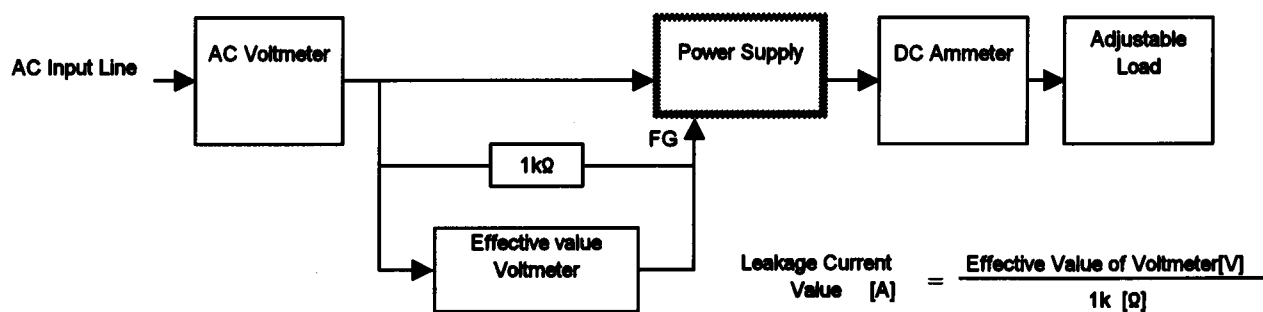 AC Input Line
AC Voltmeter
Power Supply
DC Ammeter
Adjustable
Load
FG
1kΩ
Effective value
Voltmeter
Leakage Current
Value [A]
=
Effective Value of Voltmeter[V]
1k [Ω]